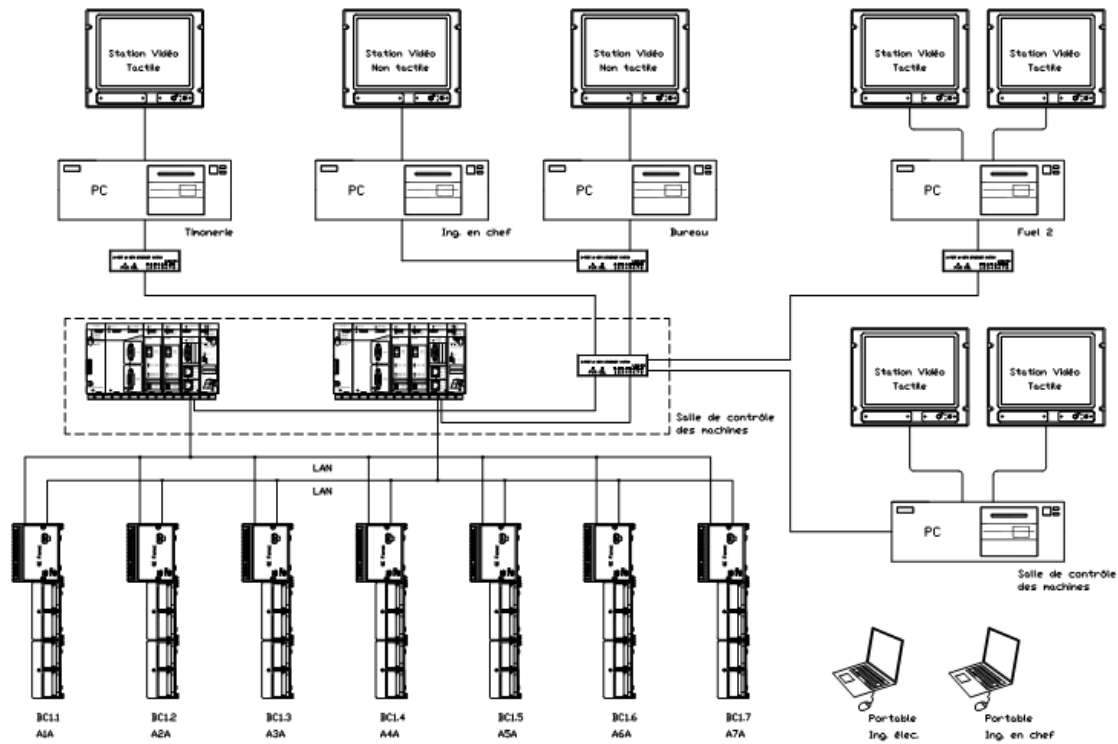 Station Vidéo
Tactile
Station Vidéo
Non tactile
Station Vidéo
Non tactile
Station Vidéo
Tactile
Station Vidéo
Tactile
PC
PC
PC
PC
Timonerie
Ing. en chef
Bureau
Fuel 2
Station Vidéo
Tactile
Station Vidéo
Tactile
Salle de contrôle
des machines
LAN
LAN
PC
Salle de contrôle
des machines
BC1.1
A1A
BC1.2
A2A
BC1.3
A3A
BC1.4
A4A
BC1.5
A5A
BC1.6
A6A
BC1.7
A7A
Portable
Ing. élec.
Portable
Ing. en chef